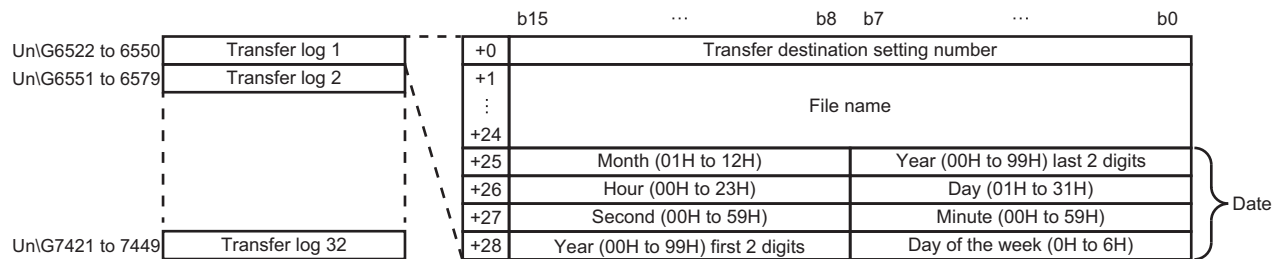 b15 ... b8 b7 ... b0
Un\G6522 to 6550 Transfer log 1 +0 Transfer destination setting number
Un\G6551 to 6579 Transfer log 2 +1
⋮ File name
+24
+25 Month (01H to 12H) Year (00H to 99H) last 2 digits
+26 Hour (00H to 23H) Day (01H to 31H)
Date
+27 Second (00H to 59H) Minute (00H to 59H)
Un\G7421 to 7449 Transfer log 32 +28 Year (00H to 99H) first 2 digits Day of the week (0H to 6H)